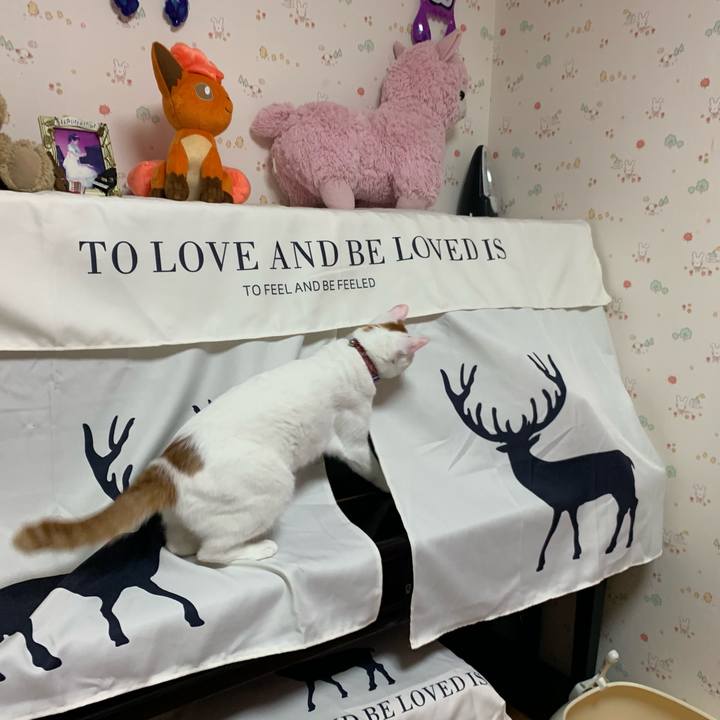 TO LOVE AND BE LOVED IS
TO FEEL AND BE FEELED
BE LOVED IS